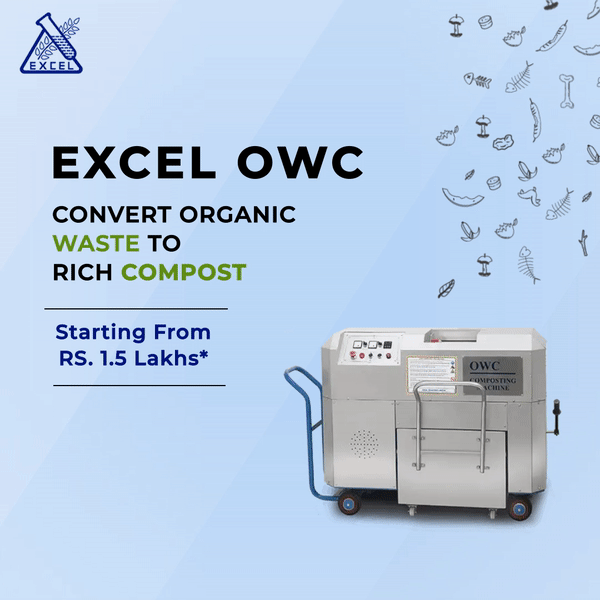 EXCEL
EXCEL OWC
CONVERT ORGANIC
WASTE TO
RICH COMPOST
Starting From
RS. 1.5 Lakhs*
OWC
COMPOSTING
MACHINE